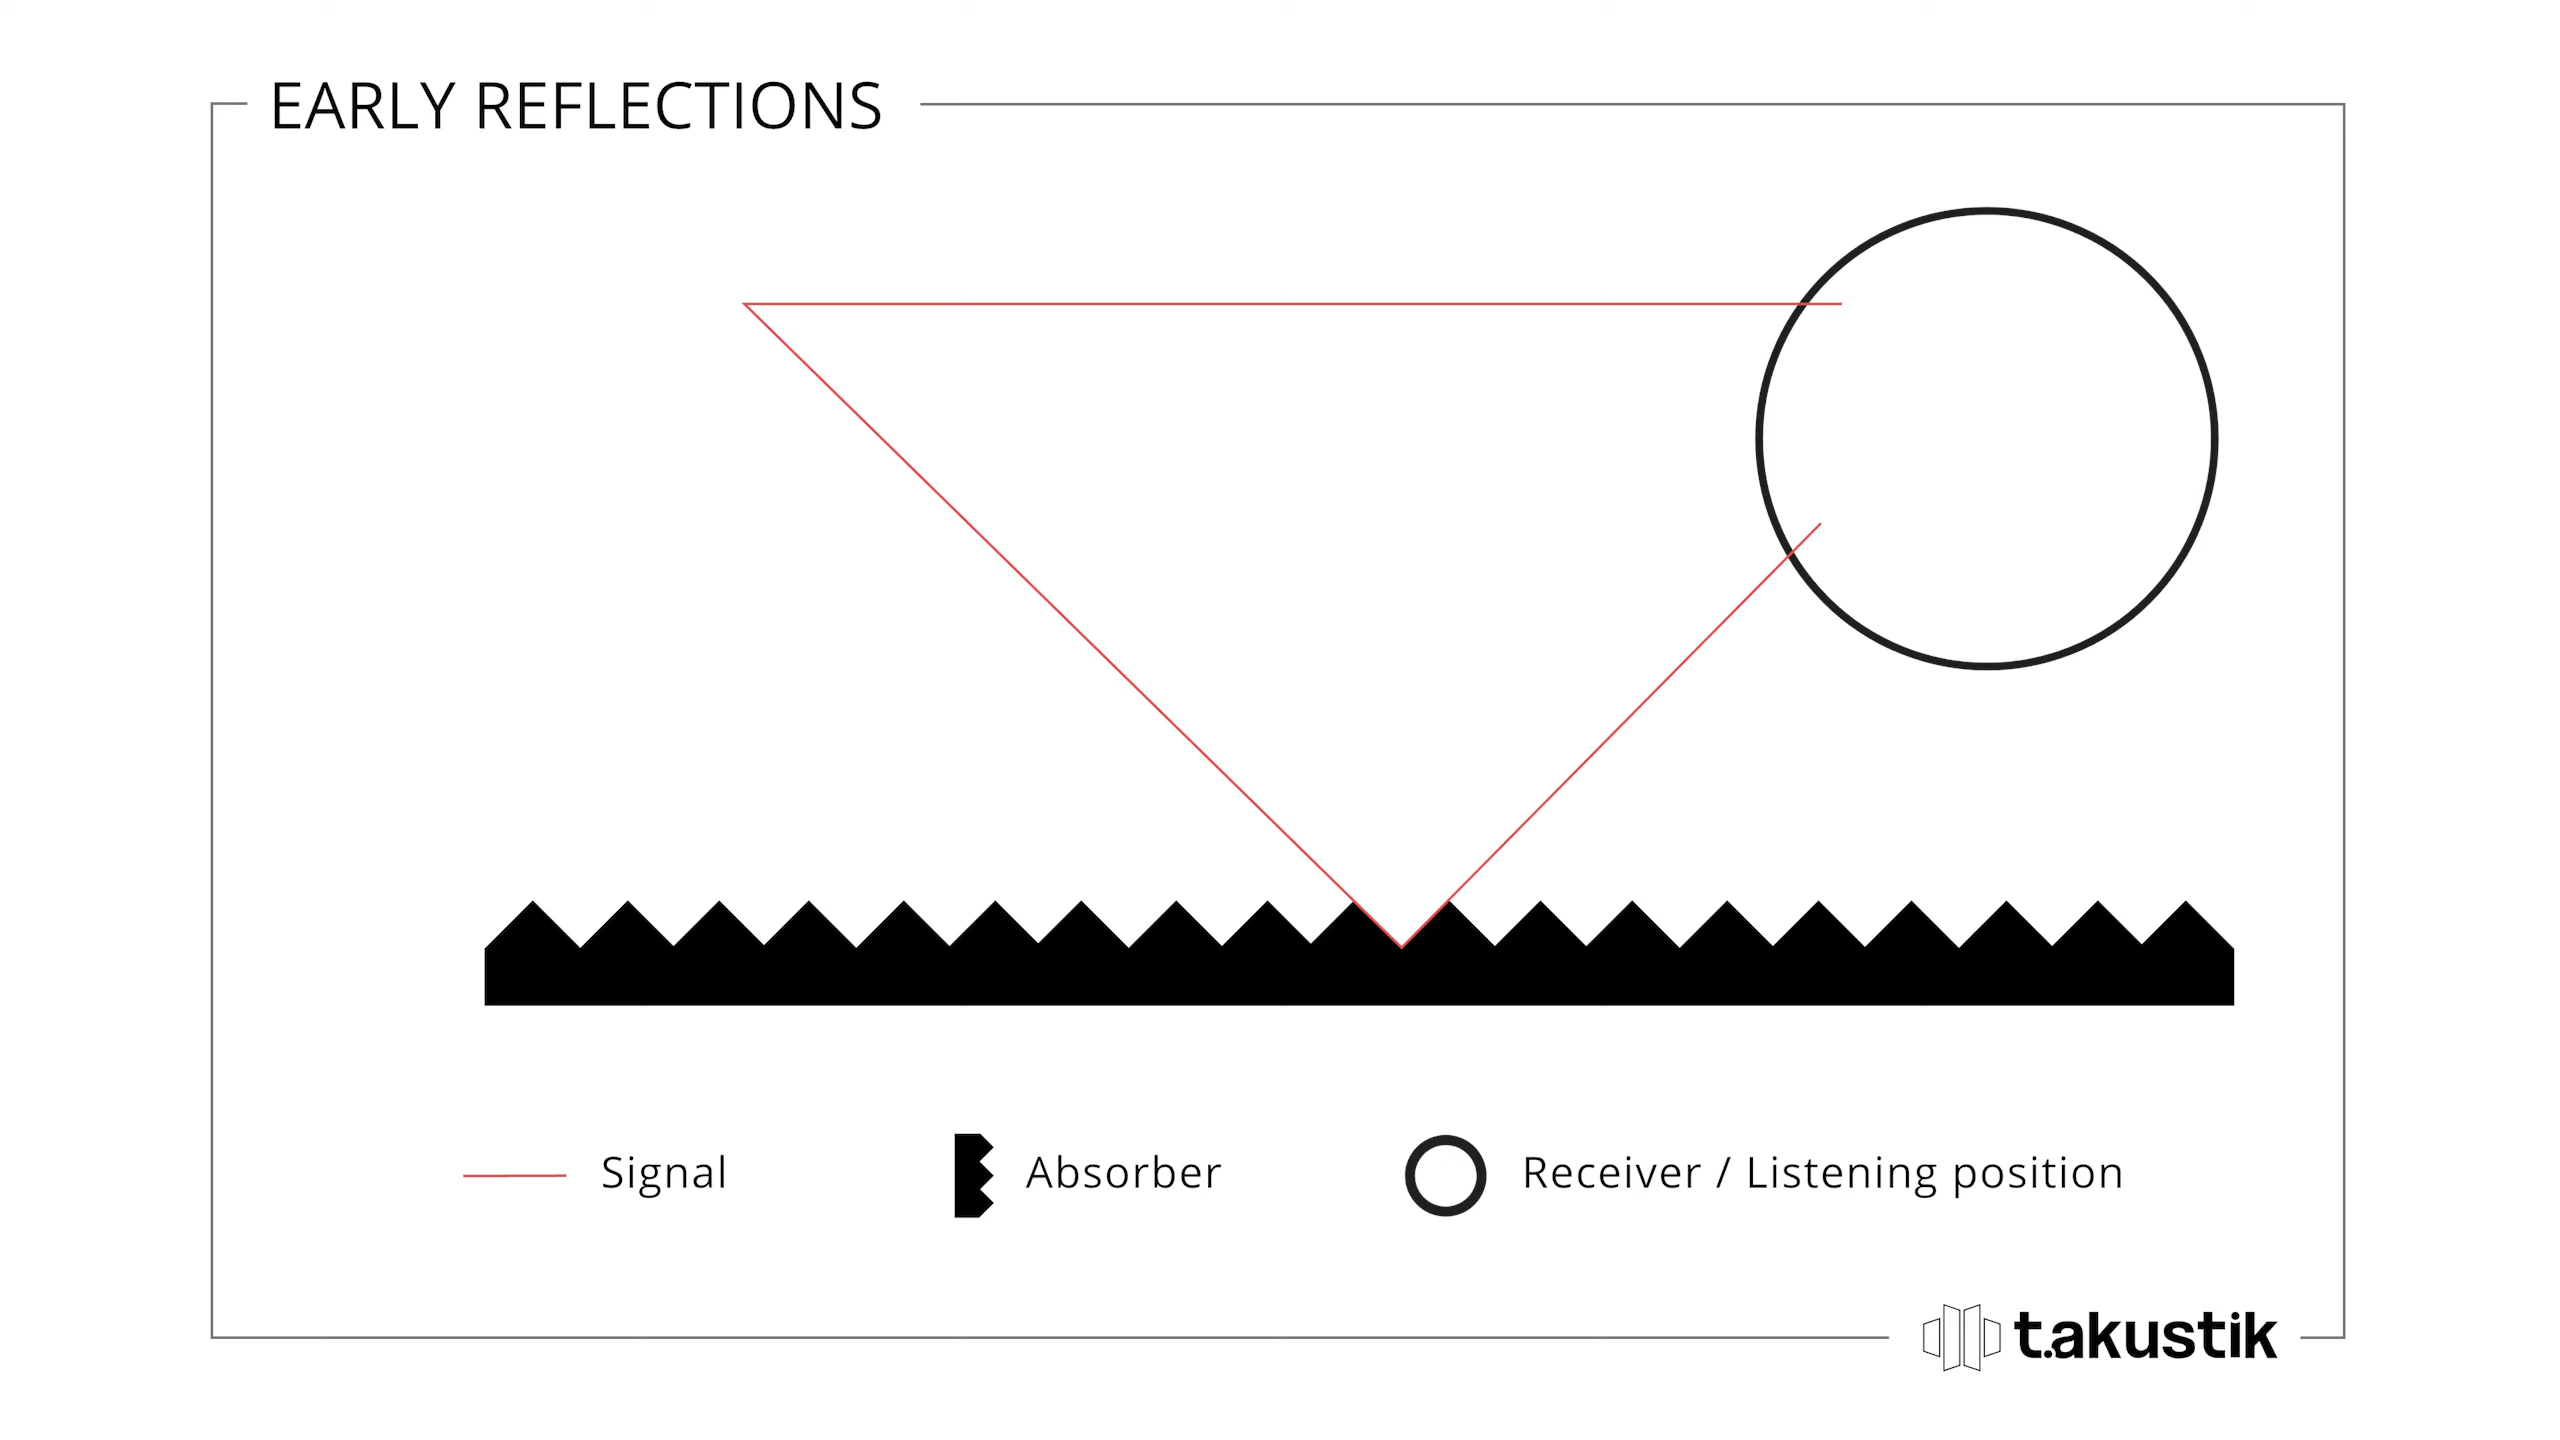 EARLY REFLECTIONS
Signal
Absorber
Receiver / Listening position
t.akustik